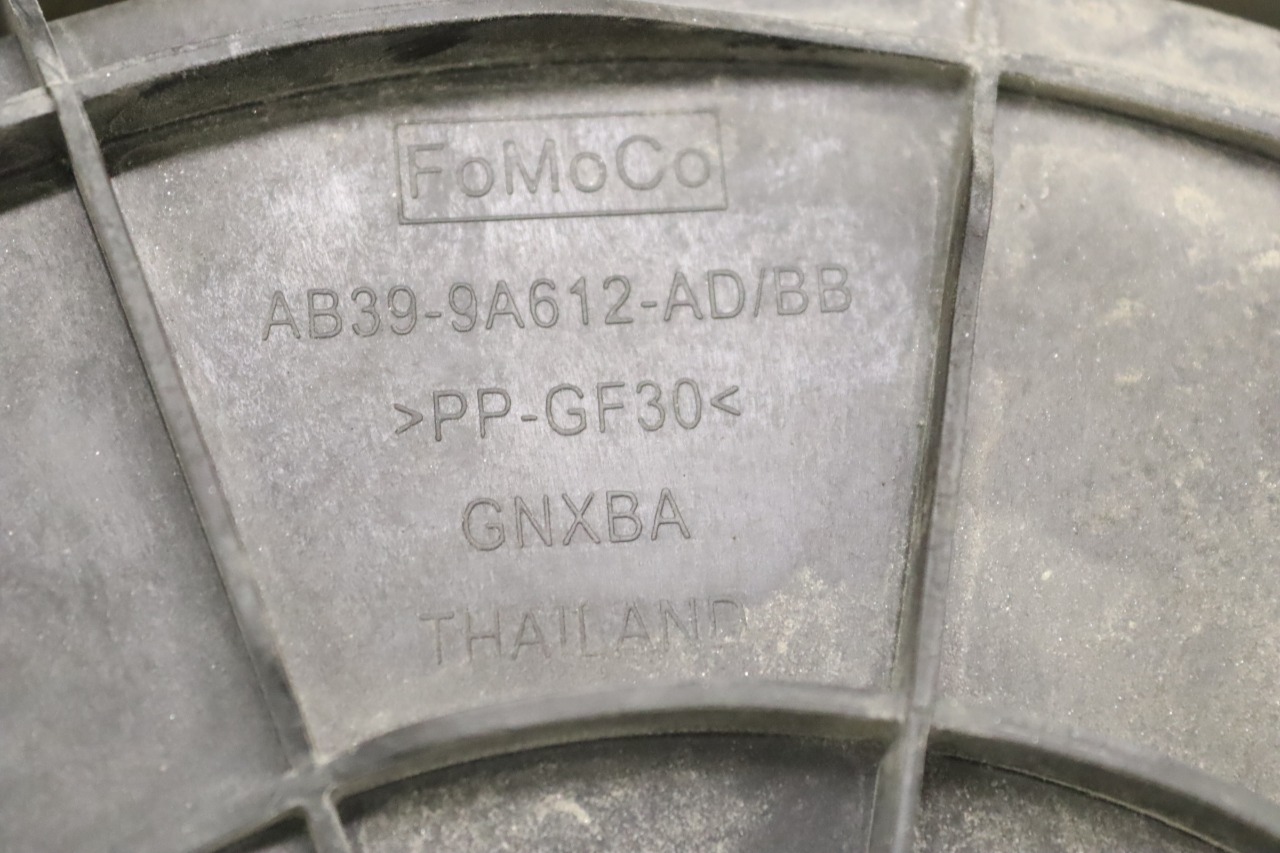 FoMoCo
AB39-9A612-AD/BB
>PP-GF30<
GNXBA
THAILAND